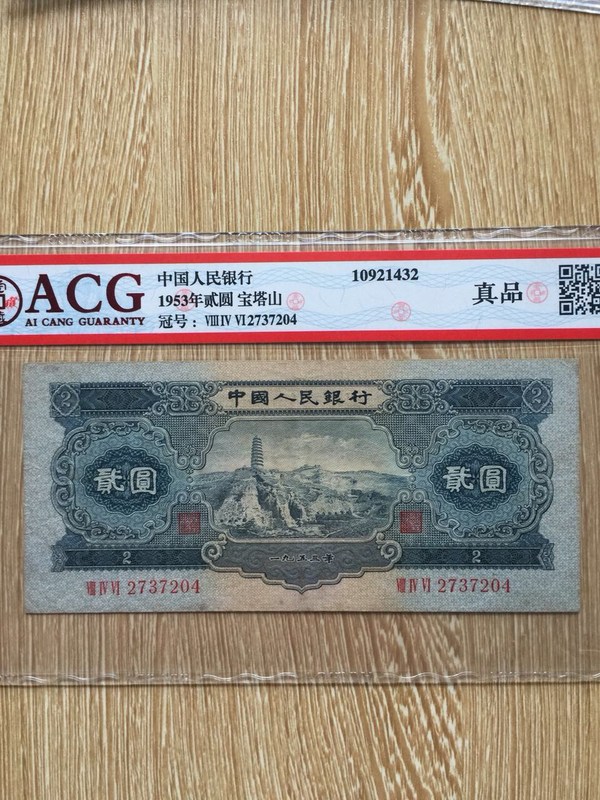 ACG
AI CANG GUARANTY
中国人民银行
1953年贰圆 宝塔山
冠号：Ⅷ Ⅳ Ⅵ 2737204
10921432
真品
中國人民銀行
2
2
貳圓
貳圓
一九五三年
2
2
Ⅷ Ⅳ Ⅵ 2737204
Ⅷ Ⅳ Ⅵ 2737204